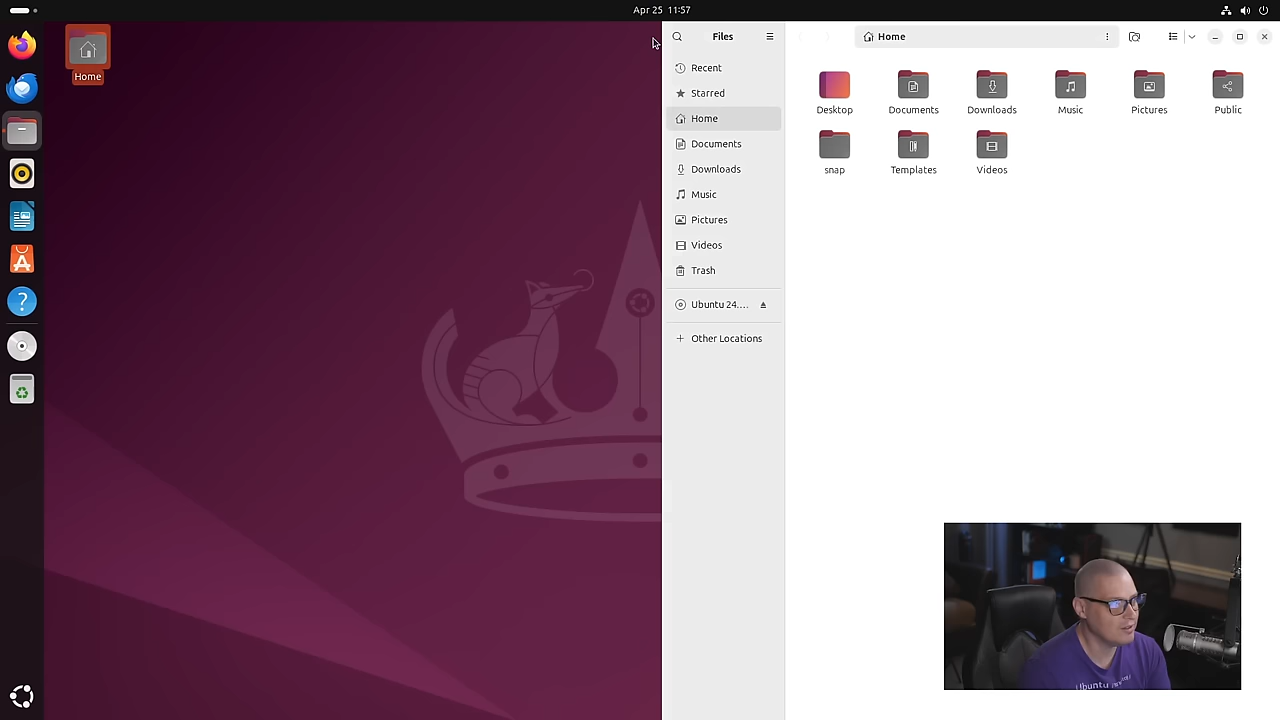 Apr 25 11:57
Home
Files
Recent
Starred
Home
Documents
Downloads
Music
Pictures
Videos
Trash
Ubuntu 24....
Other Locations
Home
Desktop
Documents
Downloads
Music
Pictures
Public
snap
Templates
Videos
Ubuntu